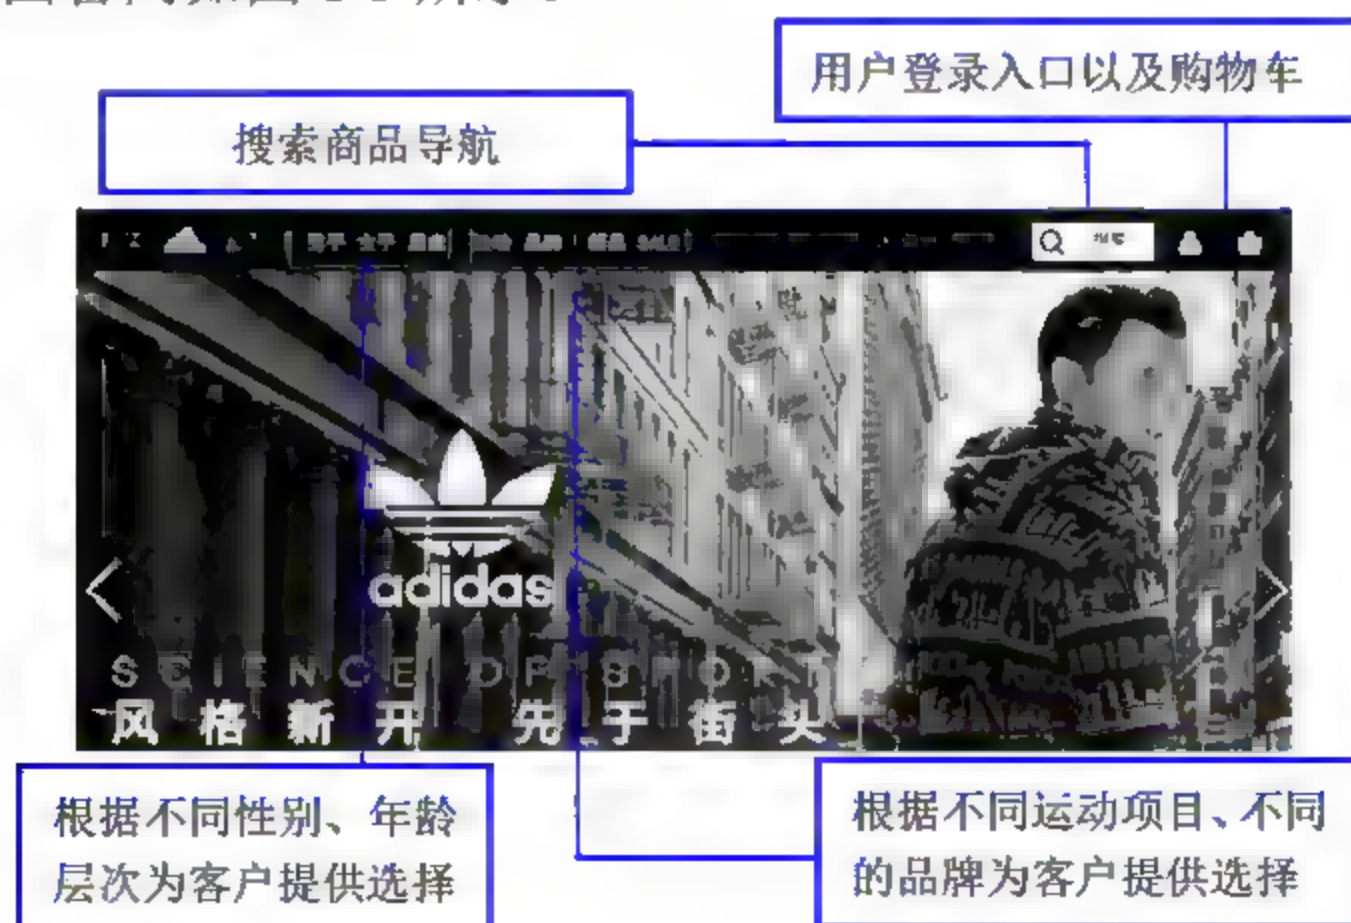 用户登录入口以及购物车
搜索商品导航
adidas
风格新开 先于街头
根据不同性别、年龄
层次为客户提供选择
根据不同运动项目、不同
的品牌为客户提供选择